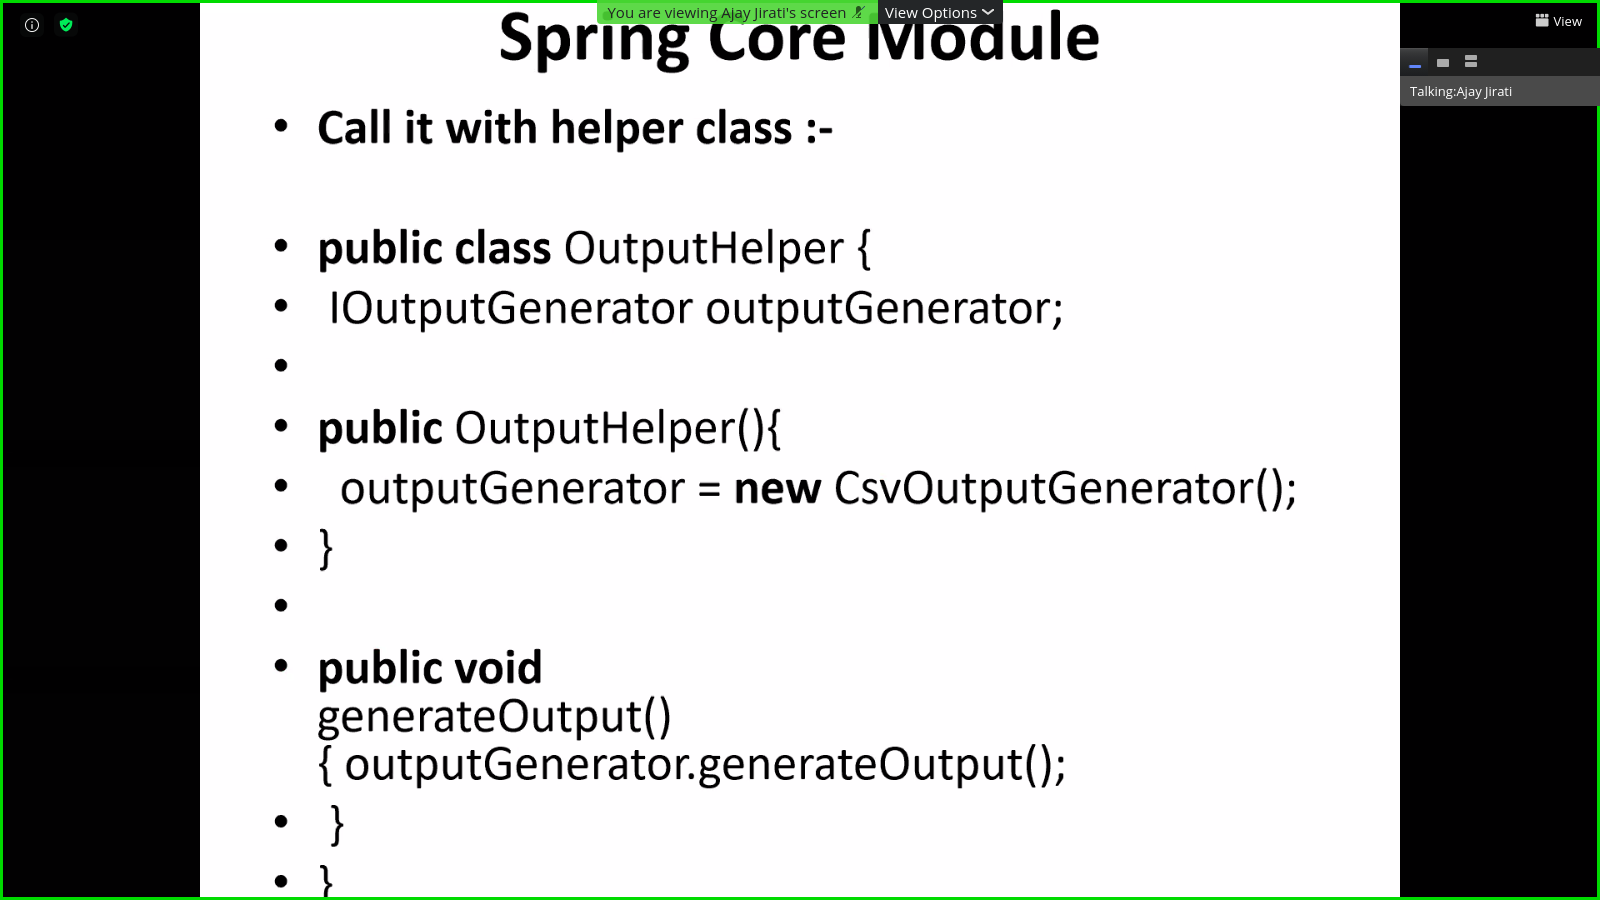 You are viewing Ajay Jirati's screen View Options
View
Talking:Ajay Jirati
Spring Core Module
• Call it with helper class :-
• public class OutputHelper {
• IOutputGenerator outputGenerator;
•
• public OutputHelper(){
• outputGenerator = new CsvOutputGenerator();
• }
•
• public void
generateOutput()
{ outputGenerator.generateOutput();
• }
• }